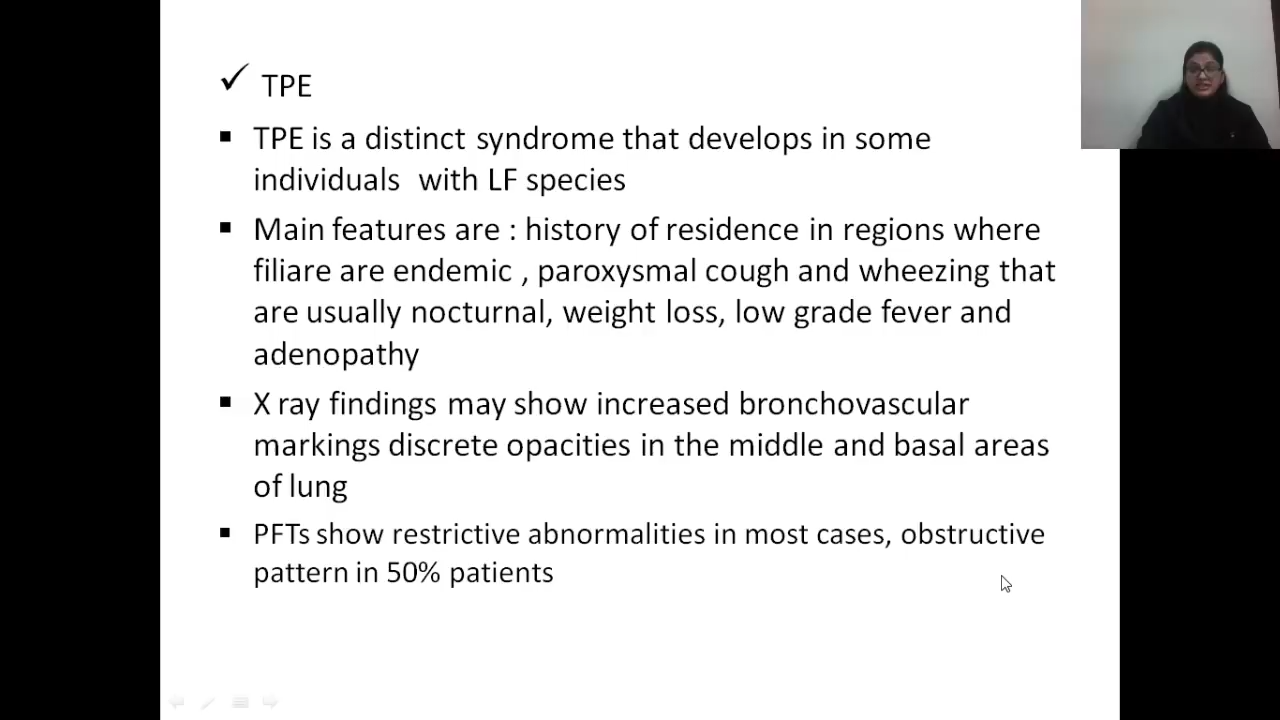 ✓ TPE
▪ TPE is a distinct syndrome that develops in some
individuals with LF species
▪ Main features are : history of residence in regions where
filiare are endemic , paroxysmal cough and wheezing that
are usually nocturnal, weight loss, low grade fever and
adenopathy
▪ X ray findings may show increased bronchovascular
markings discrete opacities in the middle and basal areas
of lung
▪ PFTs show restrictive abnormalities in most cases, obstructive
pattern in 50% patients